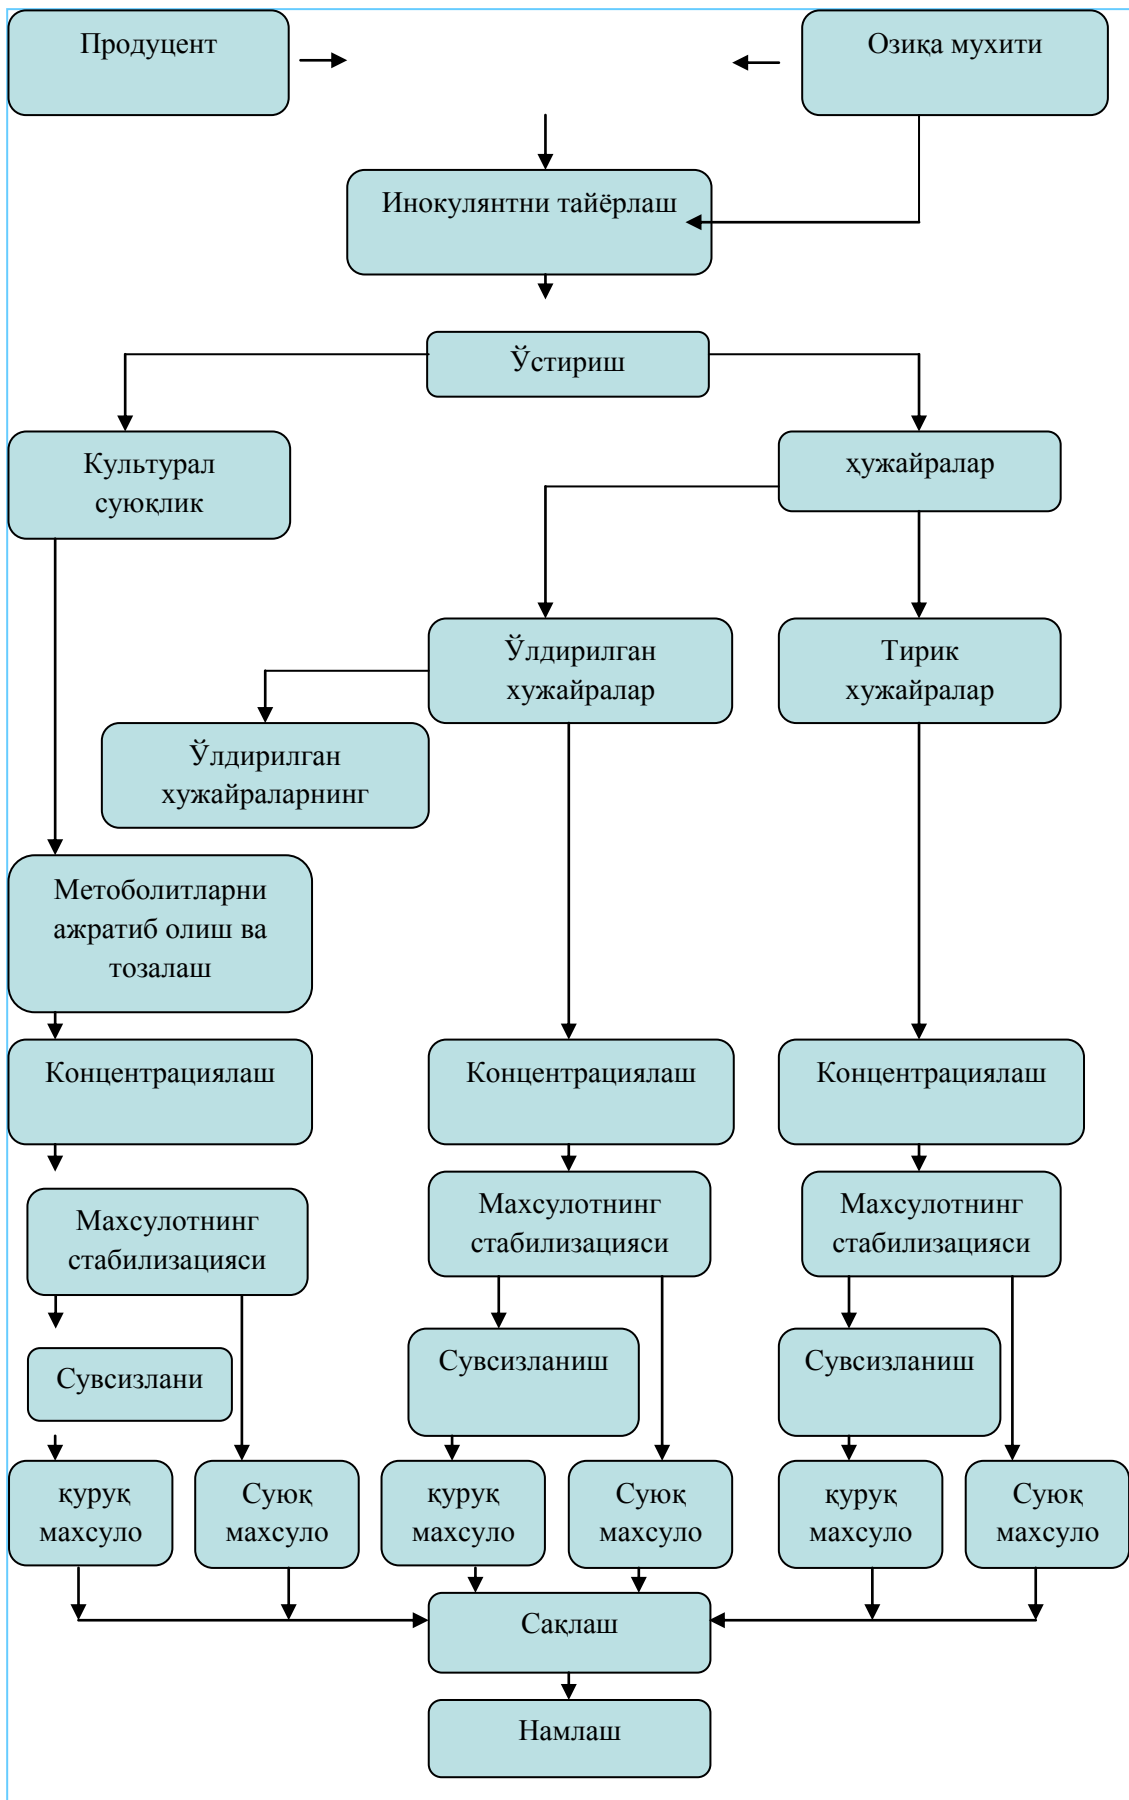 Продуцент
Озиқа мухити
Инокулянтни тайёрлаш
Ўстириш
Культурал
суюқлик
ҳужайралар
Ўлдирилган
хужайралар
Тирик
хужайралар
Ўлдирилган
хужайраларнинг
Метоболитларни
ажратиб олиш ва
тозалаш
Концентрациялаш
Концентрациялаш
Концентрациялаш
Махсулотнинг
стабилизацияси
Махсулотнинг
стабилизацияси
Махсулотнинг
стабилизацияси
Сувсизлани
Сувсизланиш
Сувсизланиш
қуруқ
махсуло
Суюқ
махсуло
қуруқ
махсуло
Суюқ
махсуло
қуруқ
махсуло
Суюқ
махсуло
Сақлаш
Намлаш